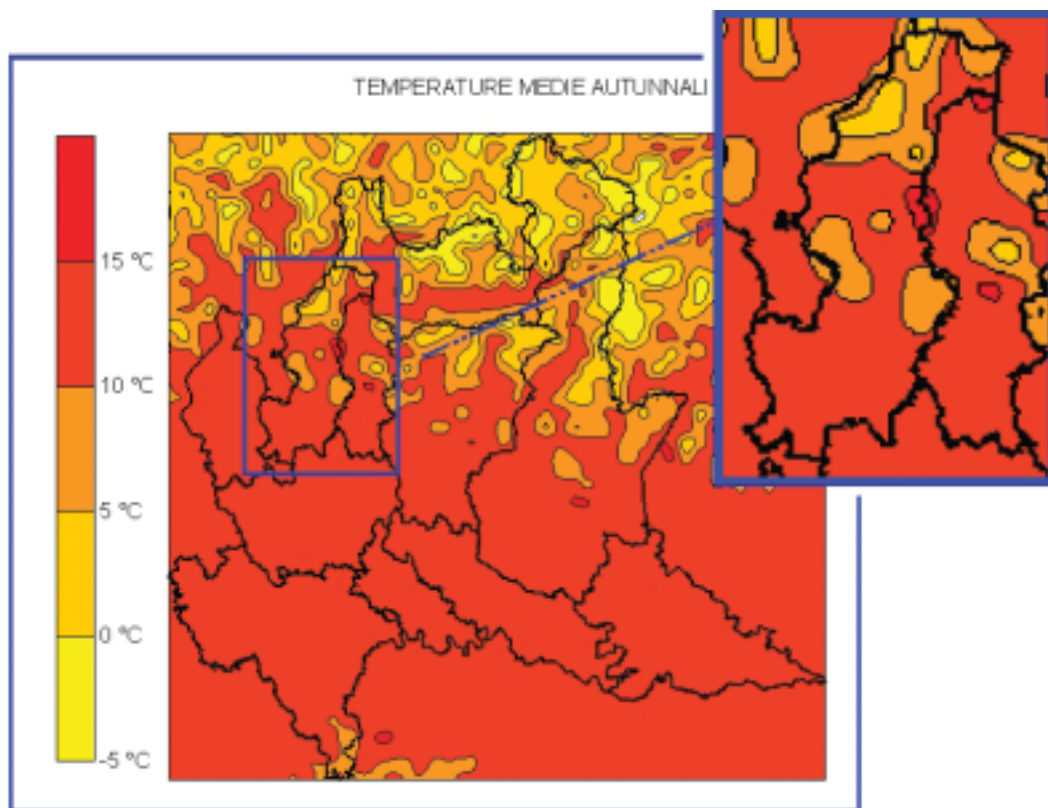 TEMPERATURE MEDIE AUTUNNALI
15 °C
10 °C
5 °C
0 °C
-5 °C